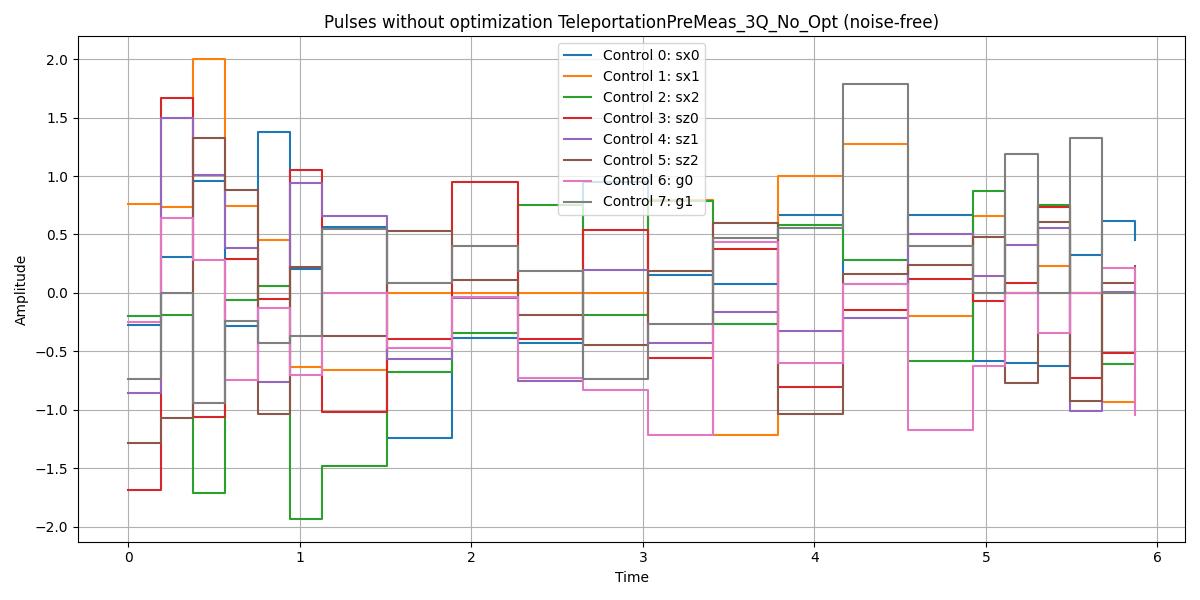 Pulses without optimization TeleportationPreMeas_3Q_No_Opt (noise-free)
Control 0: sx0
Control 1: sx1
Control 2: sx2
Control 3: sz0
Control 4: sz1
Control 5: sz2
Control 6: g0
Control 7: g1
Amplitude
2.0
1.5
1.0
0.5
0.0
−0.5
−1.0
−1.5
−2.0
0 1 2 3 4 5 6
Time